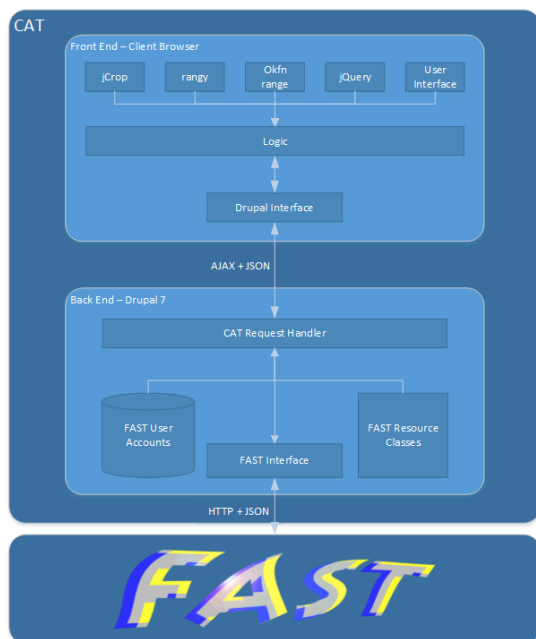 CAT
Front End – Client Browser
jCrop
rangy
Okfn
range
jQuery
User
Interface
Logic
Drupal Interface
AJAX + JSON
Back End – Drupal 7
CAT Request Handler
FAST User
Accounts
FAST Interface
FAST Resource
Classes
HTTP + JSON
FAST